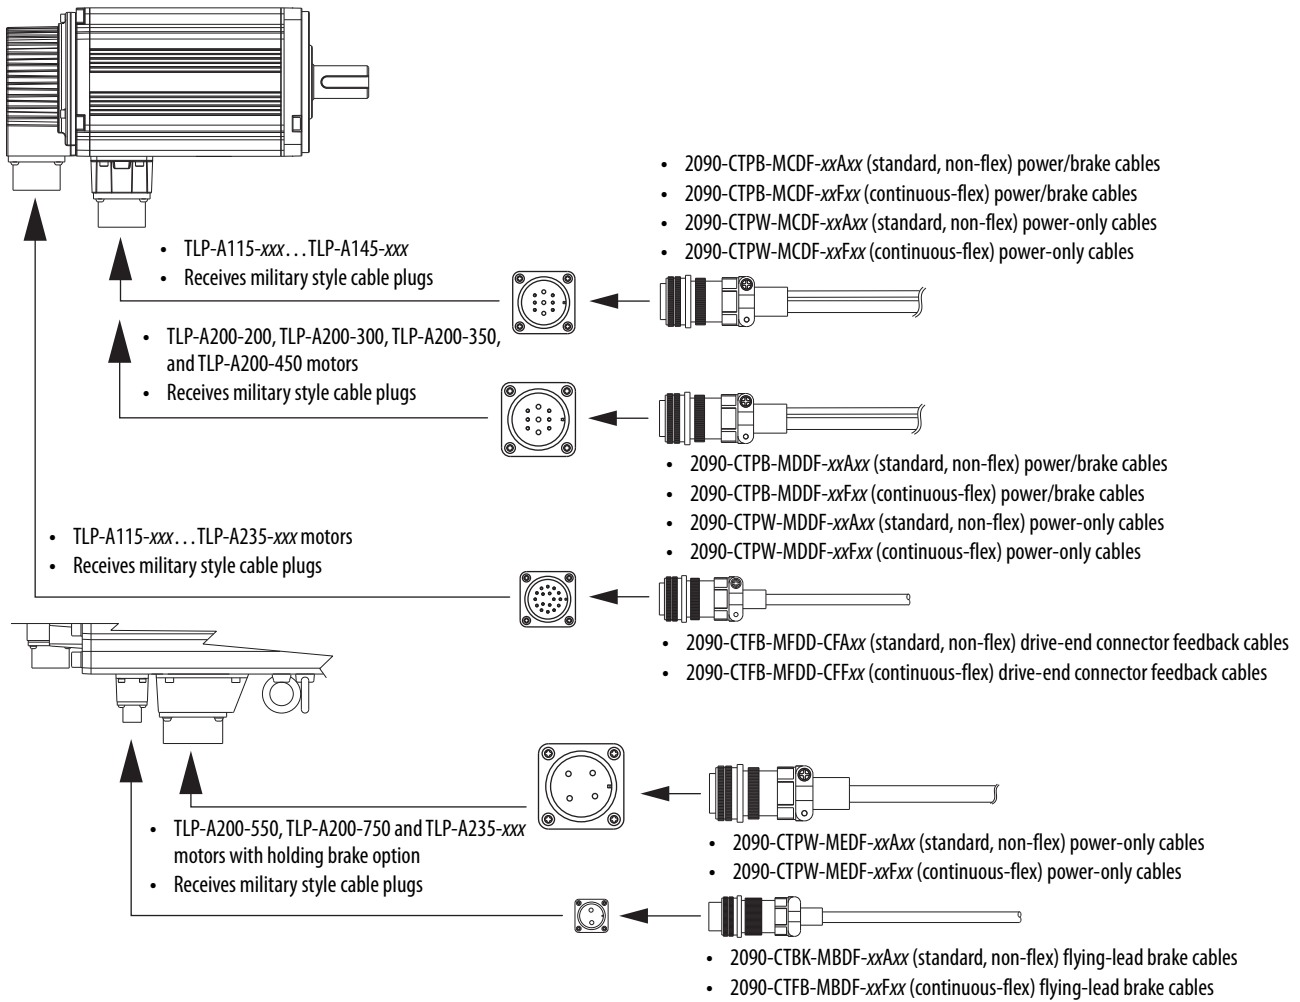 • 2090-CTPB-MCDF-xxAxx (standard, non-flex) power/brake cables
• 2090-CTPB-MCDF-xxFxx (continuous-flex) power/brake cables
• 2090-CTPW-MCDF-xxAxx (standard, non-flex) power-only cables
• 2090-CTPW-MCDF-xxFxx (continuous-flex) power-only cables
• TLP-A115-xxx...TLP-A145-xxx
• Receives military style cable plugs
• TLP-A200-200, TLP-A200-300, TLP-A200-350,
and TLP-A200-450 motors
• Receives military style cable plugs
• 2090-CTPB-MDDF-xxAxx (standard, non-flex) power/brake cables
• 2090-CTPB-MDDF-xxFxx (continuous-flex) power/brake cables
• 2090-CTPW-MDDF-xxAxx (standard, non-flex) power-only cables
• 2090-CTPW-MDDF-xxFxx (continuous-flex) power-only cables
• TLP-A115-xxx...TLP-A235-xxx motors
• Receives military style cable plugs
• 2090-CTFB-MFDD-CFAxx (standard, non-flex) drive-end connector feedback cables
• 2090-CTFB-MFDD-CFFxx (continuous-flex) drive-end connector feedback cables
• TLP-A200-550, TLP-A200-750 and TLP-A235-xxx
motors with holding brake option
• Receives military style cable plugs
• 2090-CTPW-MEDF-xxAxx (standard, non-flex) power-only cables
• 2090-CTPW-MEDF-xxFxx (continuous-flex) power-only cables
• 2090-CTBK-MBDF-xxAxx (standard, non-flex) flying-lead brake cables
• 2090-CTFB-MBDF-xxFxx (continuous-flex) flying-lead brake cables